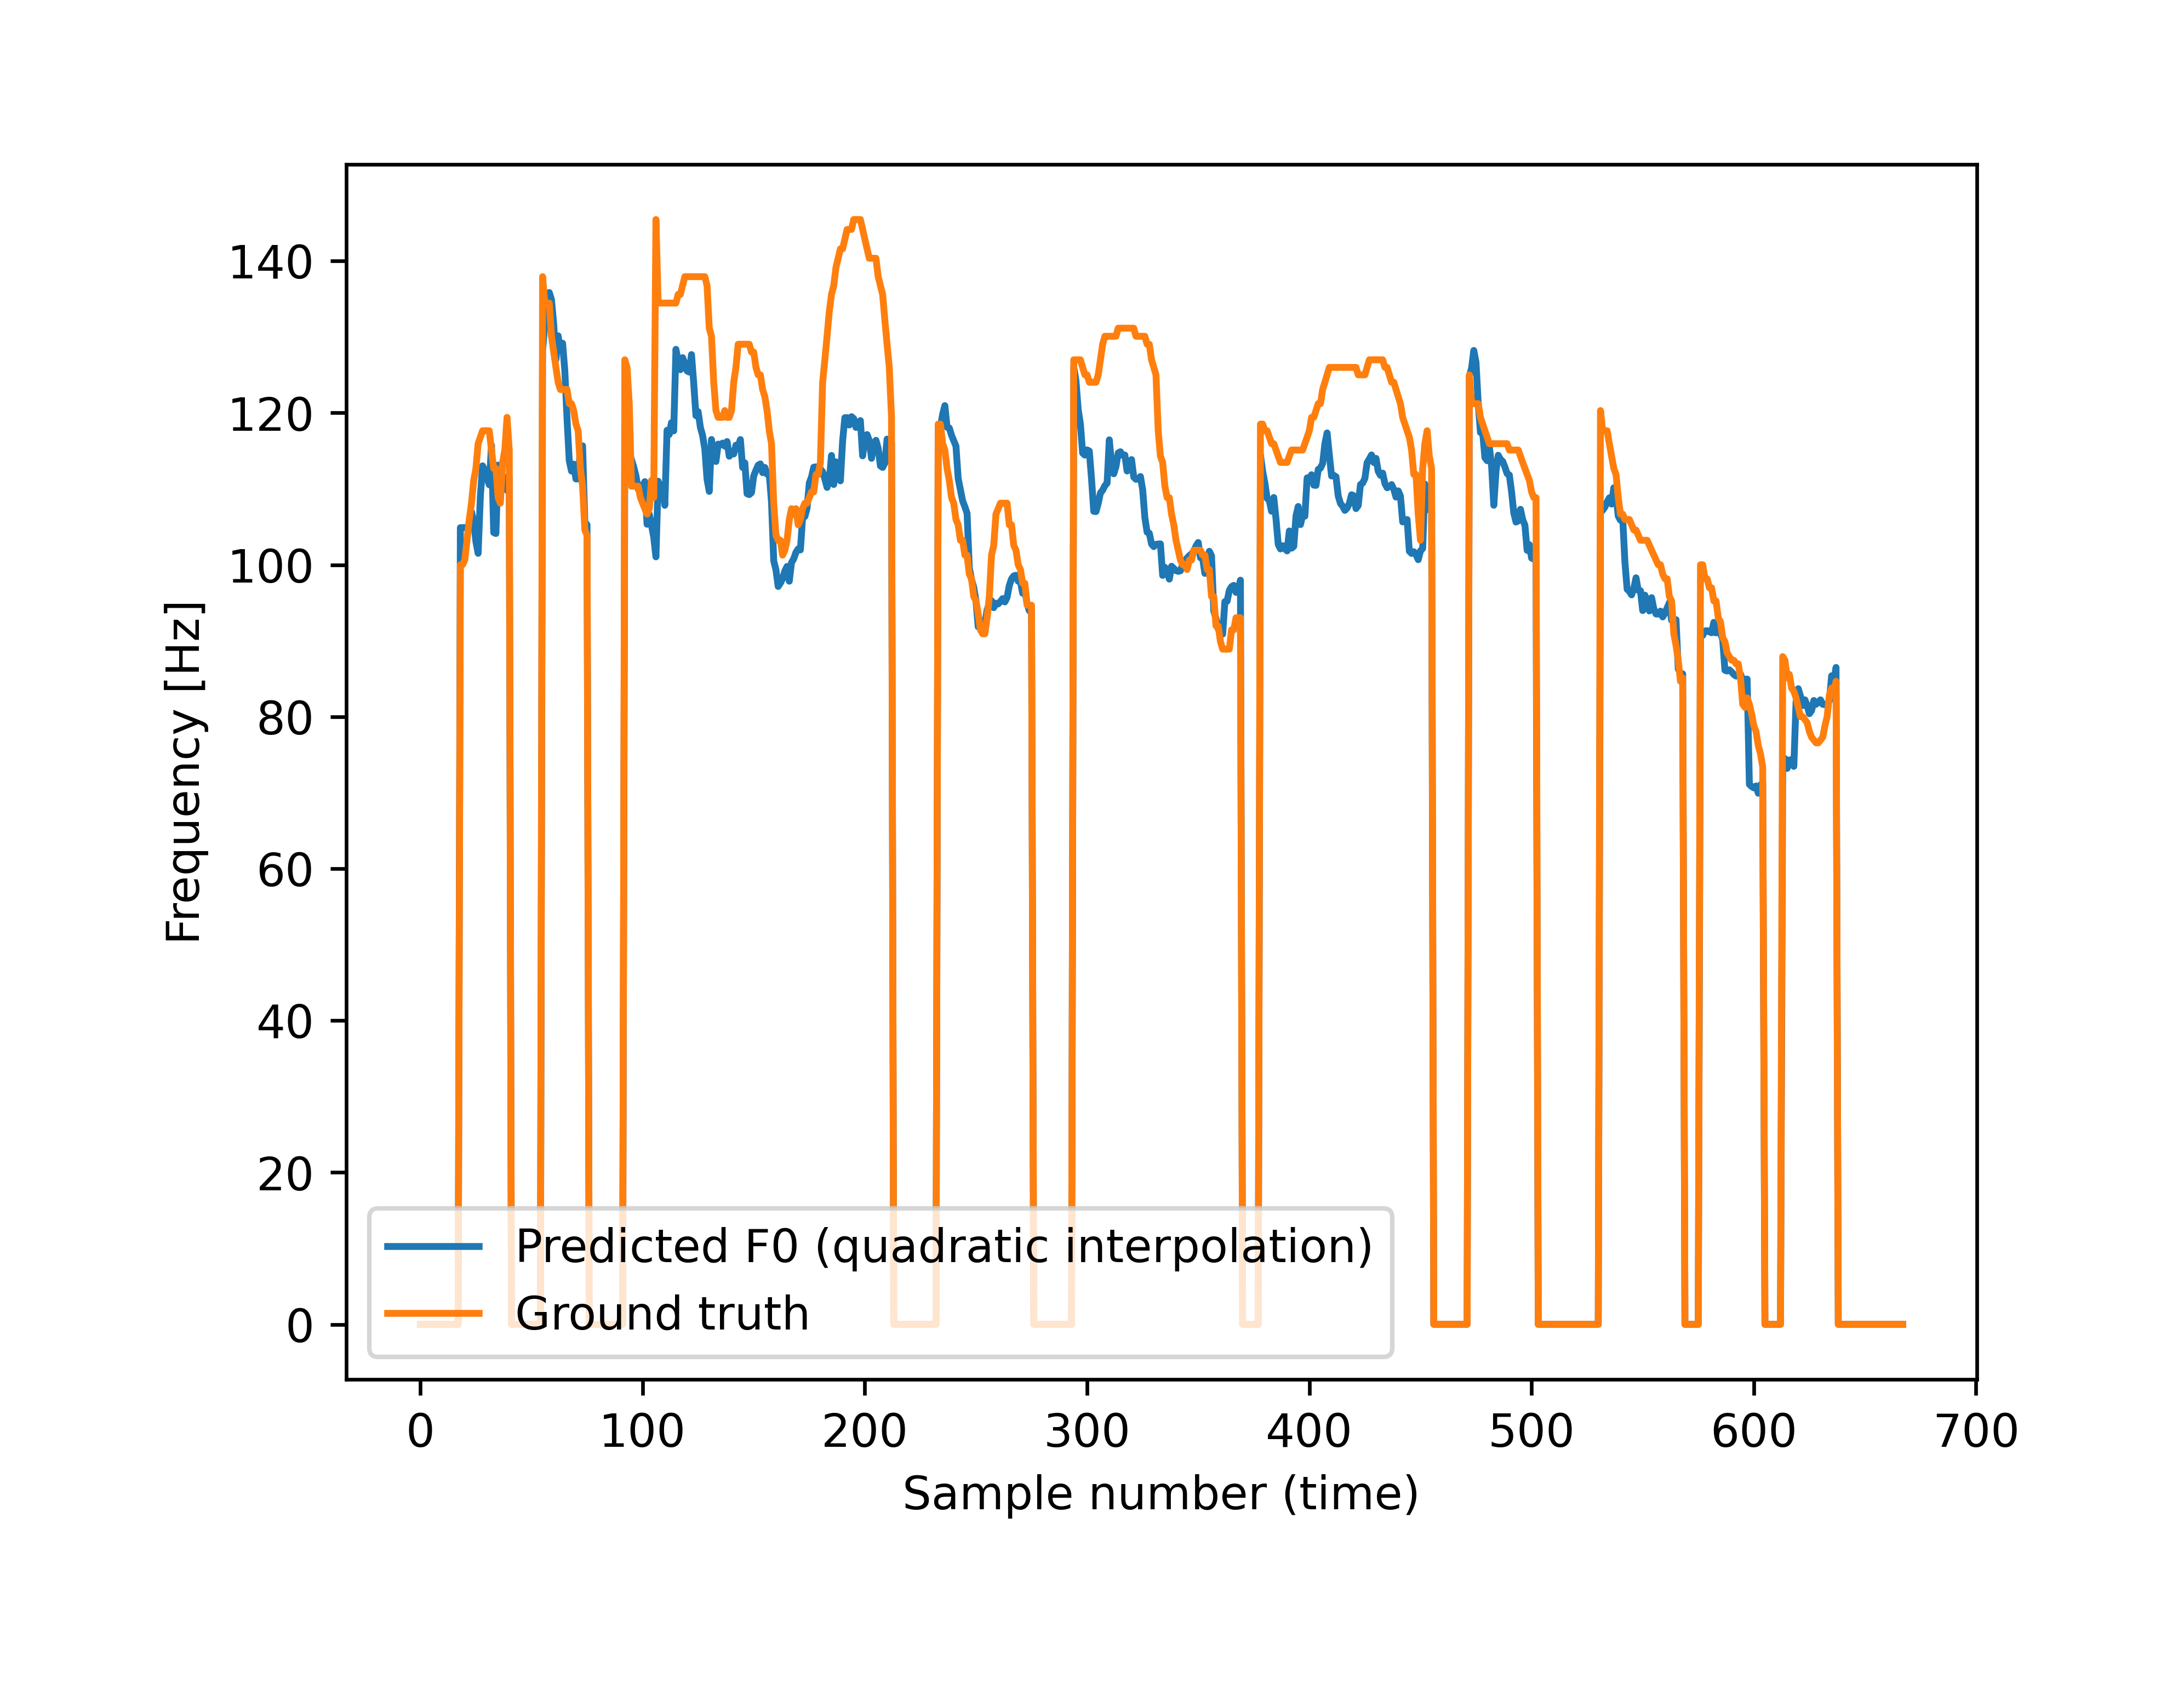 140
120
100
80
60
40
20
0
Frequency [Hz]
Predicted F0 (quadratic interpolation)
Ground truth
0 100 200 300 400 500 600 700
Sample number (time)